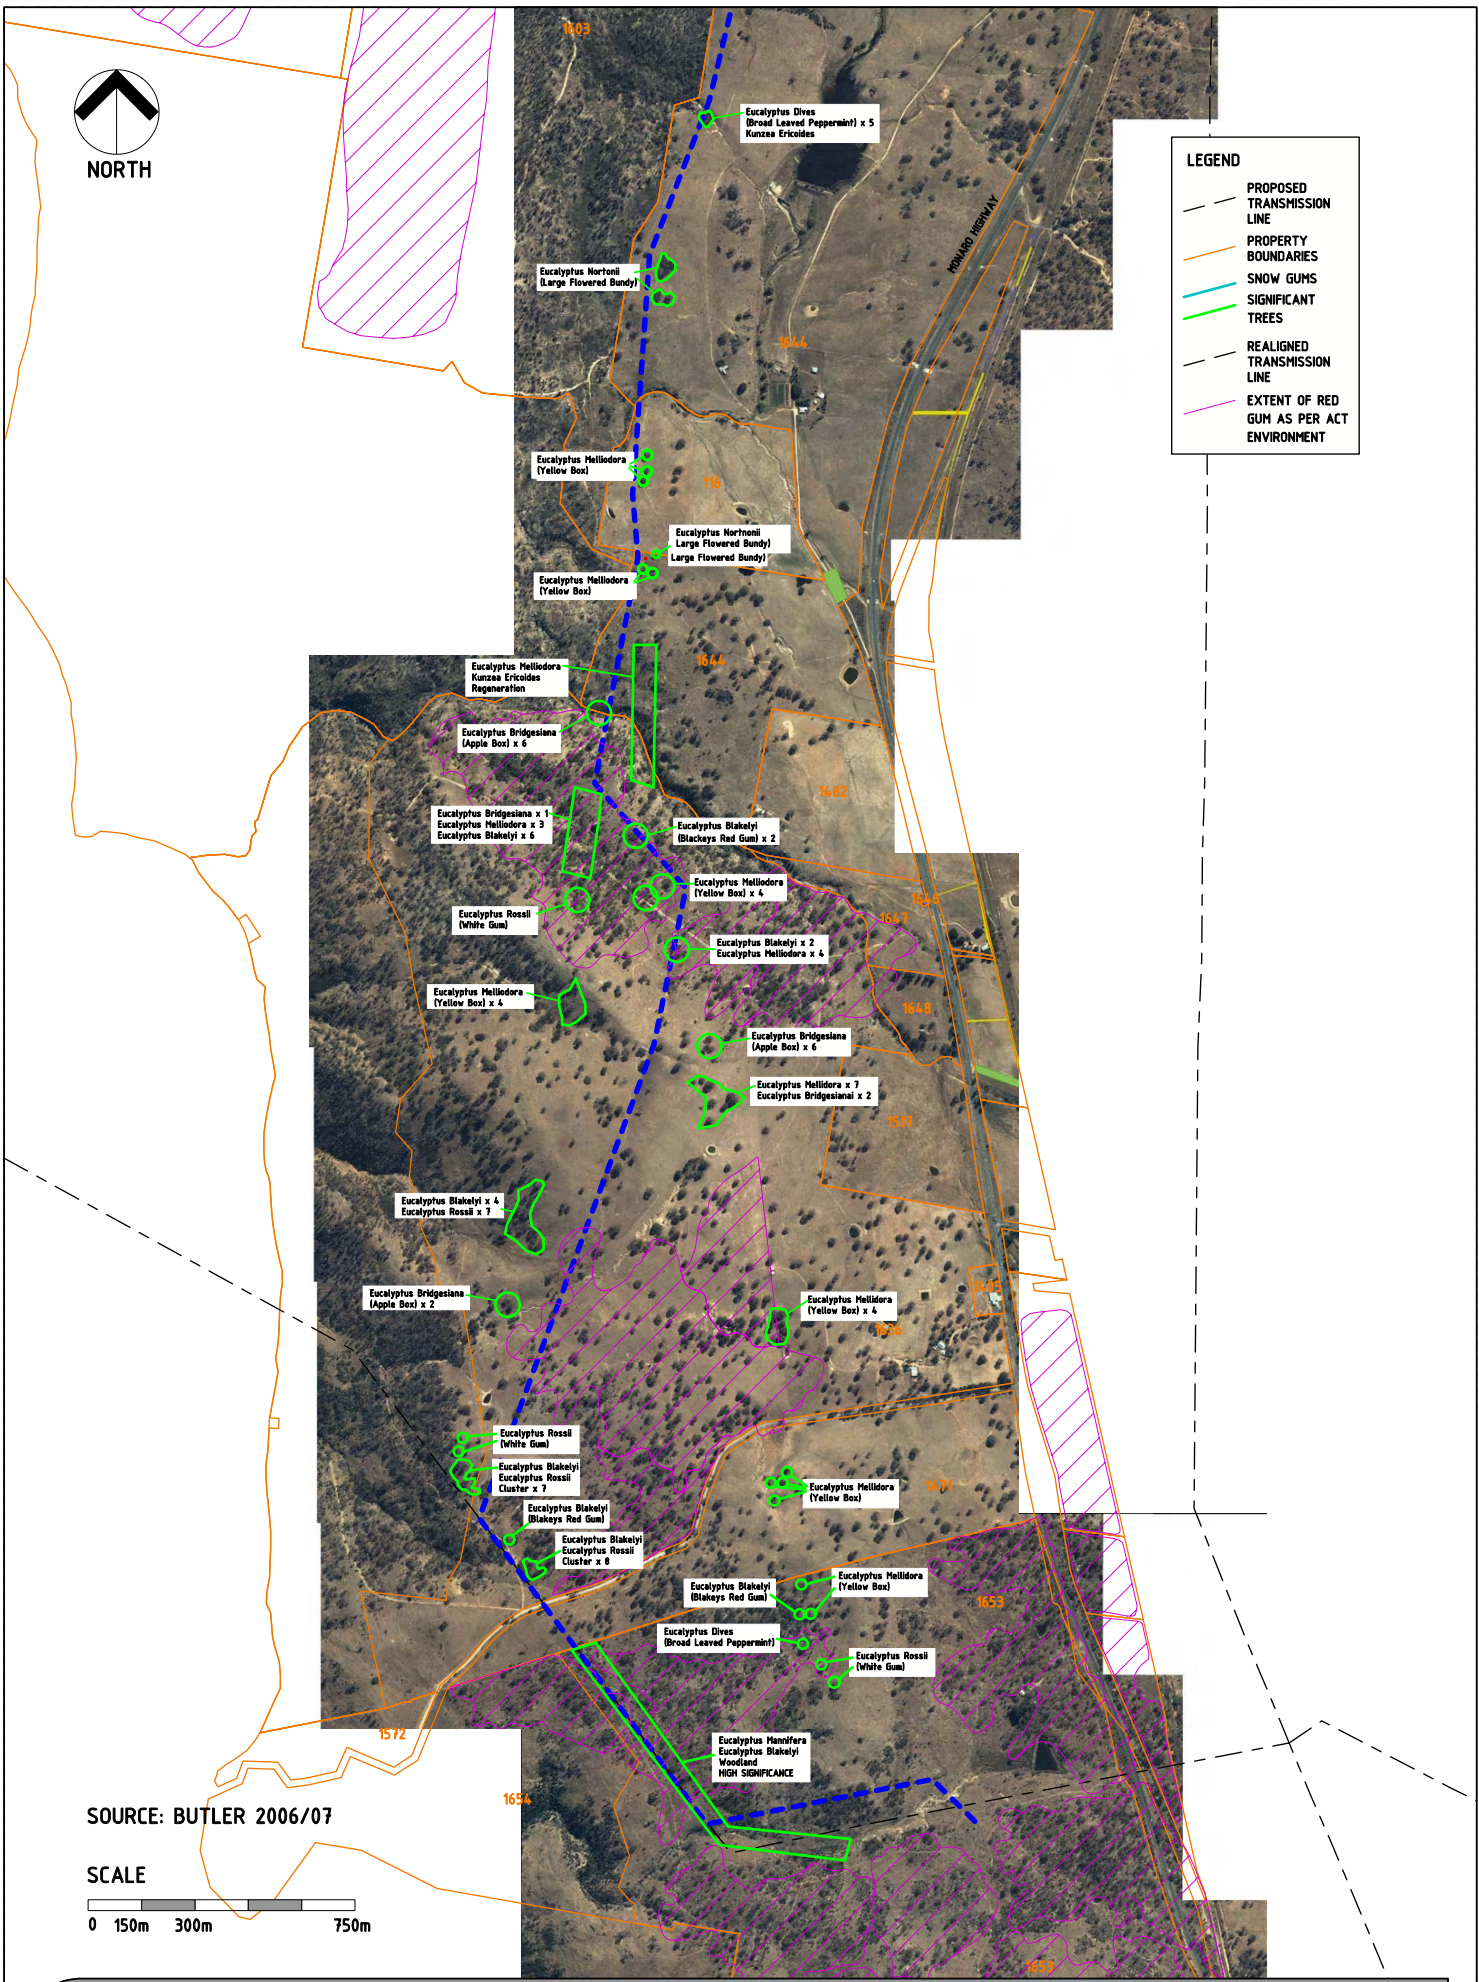 1603
NORTH
Eucalyptus Dives
(Broad Leaved Peppermint) x 5
Kunzea Ericoides
LEGEND
PROPOSED
TRANSMISSION
LINE
PROPERTY
BOUNDARIES
SNOW GUMS
SIGNIFICANT
TREES
REALIGNED
TRANSMISSION
LINE
EXTENT OF RED
GUM AS PER ACT
ENVIRONMENT
MONARO HIGHWAY
Eucalyptus Nortonii
(Large Flowered Bundy)
1644
Eucalyptus Melliodora
(Yellow Box)
116
Eucalyptus Nortnonii
Large Flowered Bundy)
Large Flowered Bundy)
Eucalyptus Melliodora
(Yellow Box)
1644
Eucalyptus Melliodora
Kunzea Ericoides
Regeneration
Eucalyptus Bridgesiana
(Apple Box) x 6
1482
Eucalyptus Bridgesiana x 1
Eucalyptus Melliodora x 3
Eucalyptus Blakelyi x 6
Eucalyptus Blakelyi
(Blackeys Red Gum) x 2
Eucalyptus Melliodora
(Yellow Box) x 4
1646
1647
Eucalyptus Rossii
(White Gum)
Eucalyptus Blakelyi x 2
Eucalyptus Melliodora x 4
Eucalyptus Melliodora
(Yellow Box) x 4
1648
Eucalyptus Bridgesiana
(Apple Box) x 6
Eucalyptus Mellidora x 7
Eucalyptus Bridgesianai x 2
1517
Eucalyptus Blakelyi x 4
Eucalyptus Rossii x 7
Eucalyptus Bridgesiana
(Apple Box) x 2
1405
Eucalyptus Mellidora
(Yellow Box) x 4
1636
Eucalyptus Rossii
(White Gum)
Eucalyptus Blakelyi
Eucalyptus Rossii
Cluster x 7
Eucalyptus Mellidora
(Yellow Box)
1471
Eucalyptus Blakelyi
(Blakeys Red Gum)
Eucalyptus Blakelyi
Eucalyptus Rossii
Cluster x 8
Eucalyptus Mellidora
(Yellow Box)
Eucalyptus Blakelyi
(Blakeys Red Gum)
1653
Eucalyptus Dives
(Broad Leaved Peppermint)
Eucalyptus Rossii
(White Gum)
1572
Eucalyptus Mannifera
Eucalyptus Blakelyi
Woodland
HIGH SIGNIFICANCE
1654
SOURCE: BUTLER 2006/07
SCALE
0 150m 300m 750m
1653